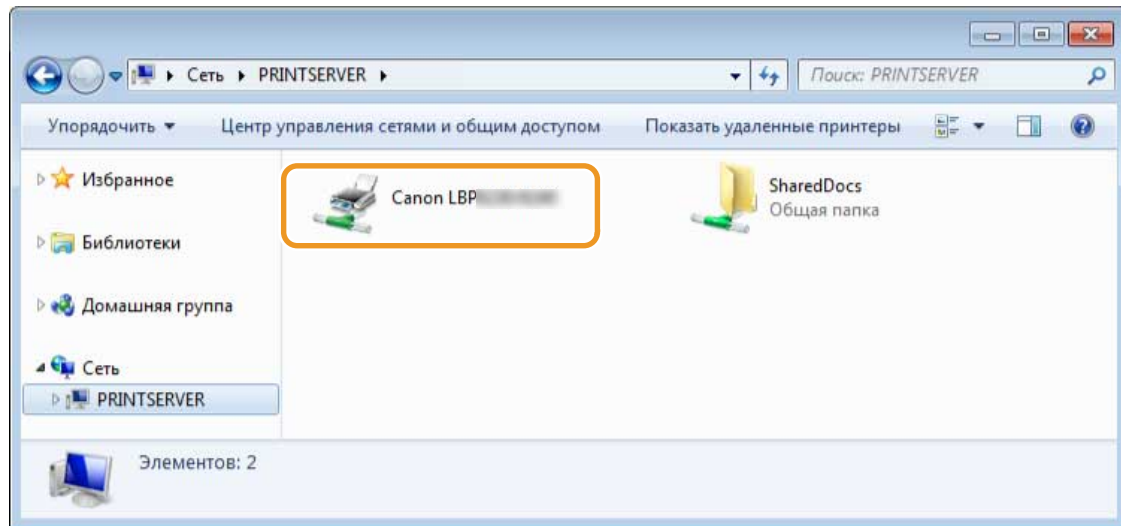 Сеть PRINTSERVER
Поиск: PRINTSERVER
Упорядочить Центр управления сетями и общим доступом Показать удаленные принтеры
Избранное
Библиотеки
Домашняя группа
Сеть
PRINTSERVER
Canon LBP
SharedDocs
Общая папка
Элементов: 2